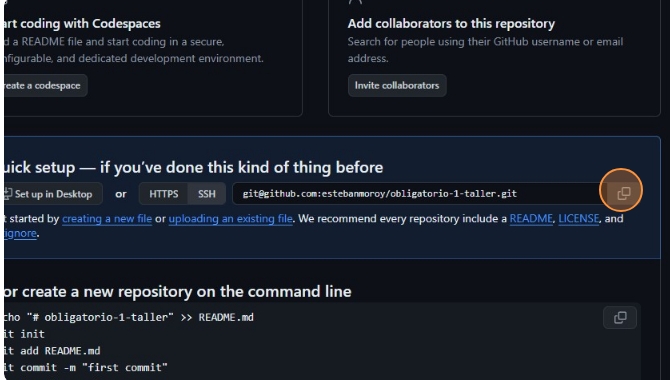 art coding with Codespaces
d a README file and start coding in a secure,
nfigurable, and dedicated development environment.
reate a codespace
Add collaborators to this repository
Search for people using their GitHub username or email
address.
Invite collaborators
uick setup — if you've done this kind of thing before
Set up in Desktop or HTTPS SSH git@github.com:estebanmoroy/obligatorio-1-taller.git
t started by creating a new file or uploading an existing file. We recommend every repository include a README, LICENSE, and
ignore.
or create a new repository on the command line
cho "# obligatorio-1-taller" >> README.md
it init
it add README.md
it commit -m "first commit"